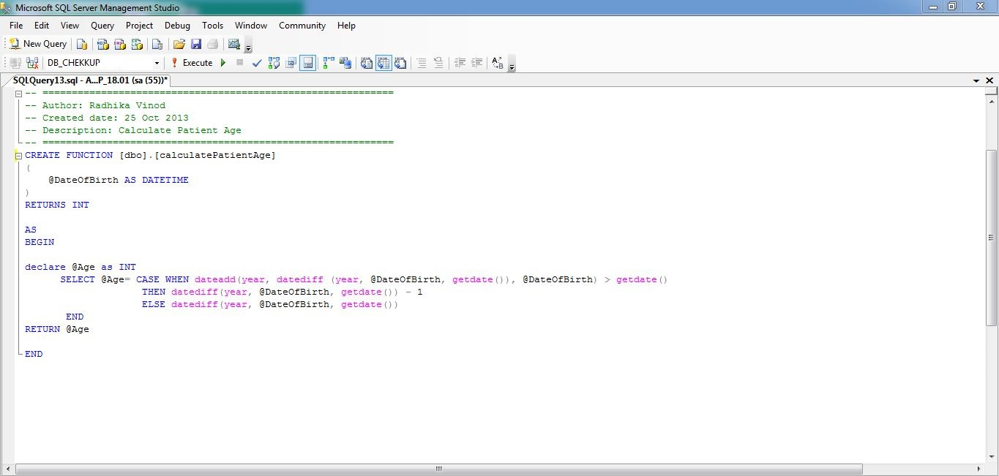 Microsoft SQL Server Management Studio
File Edit View Query Project Debug Tools Window Community Help
New Query
DB_CHEKKUP Execute
SQLQuery13.sql - A...P_18.01 (sa (55))*
-- ============================================================
-- Author: Radhika Vinod
-- Created date: 25 Oct 2013
-- Description: Calculate Patient Age
-- ============================================================
CREATE FUNCTION [dbo].[calculatePatientAge]
(
@DateOfBirth AS DATETIME
)
RETURNS INT
AS
BEGIN
declare @Age as INT
SELECT @Age= CASE WHEN dateadd(year, datediff (year, @DateOfBirth, getdate()), @DateOfBirth) > getdate()
THEN datediff(year, @DateOfBirth, getdate()) - 1
ELSE datediff(year, @DateOfBirth, getdate())
END
RETURN @Age
END